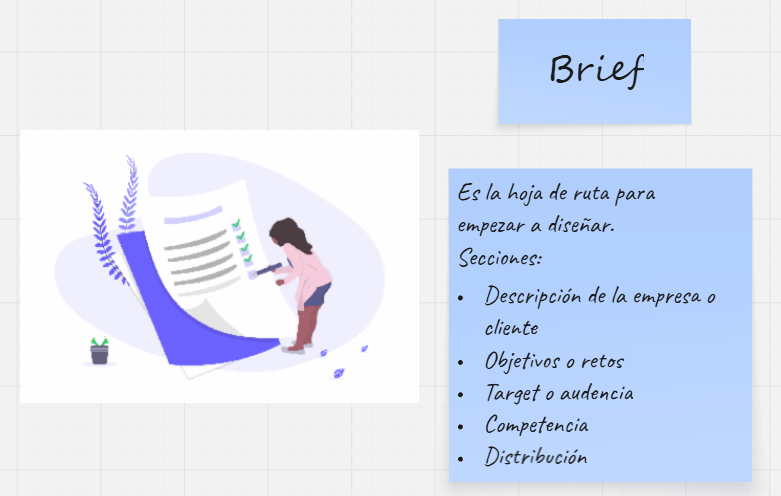 Brief
Es la hoja de ruta para
empezar a diseñar.
Secciones:
• Descripción de la empresa o
cliente
• Objetivos o retos
• Target o audencia
• Competencia
• Distribución